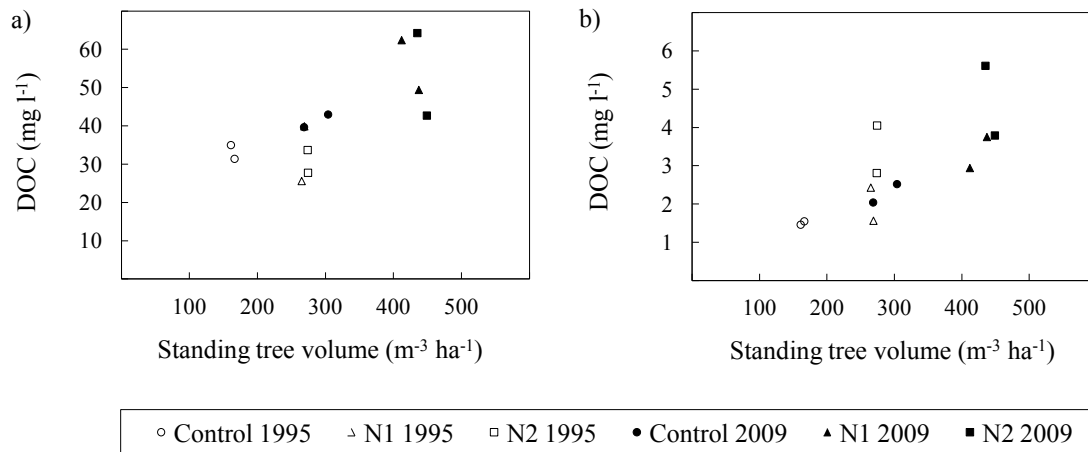 a)
DOC (mg l-1)
60
50
40
30
20
10
100 200 300 400 500
Standing tree volume (m-3 ha-1)
b)
DOC (mg l-1)
6
5
4
3
2
1
100 200 300 400 500
Standing tree volume (m-3 ha-1)
Control 1995 N1 1995 N2 1995 Control 2009 N1 2009 N2 2009